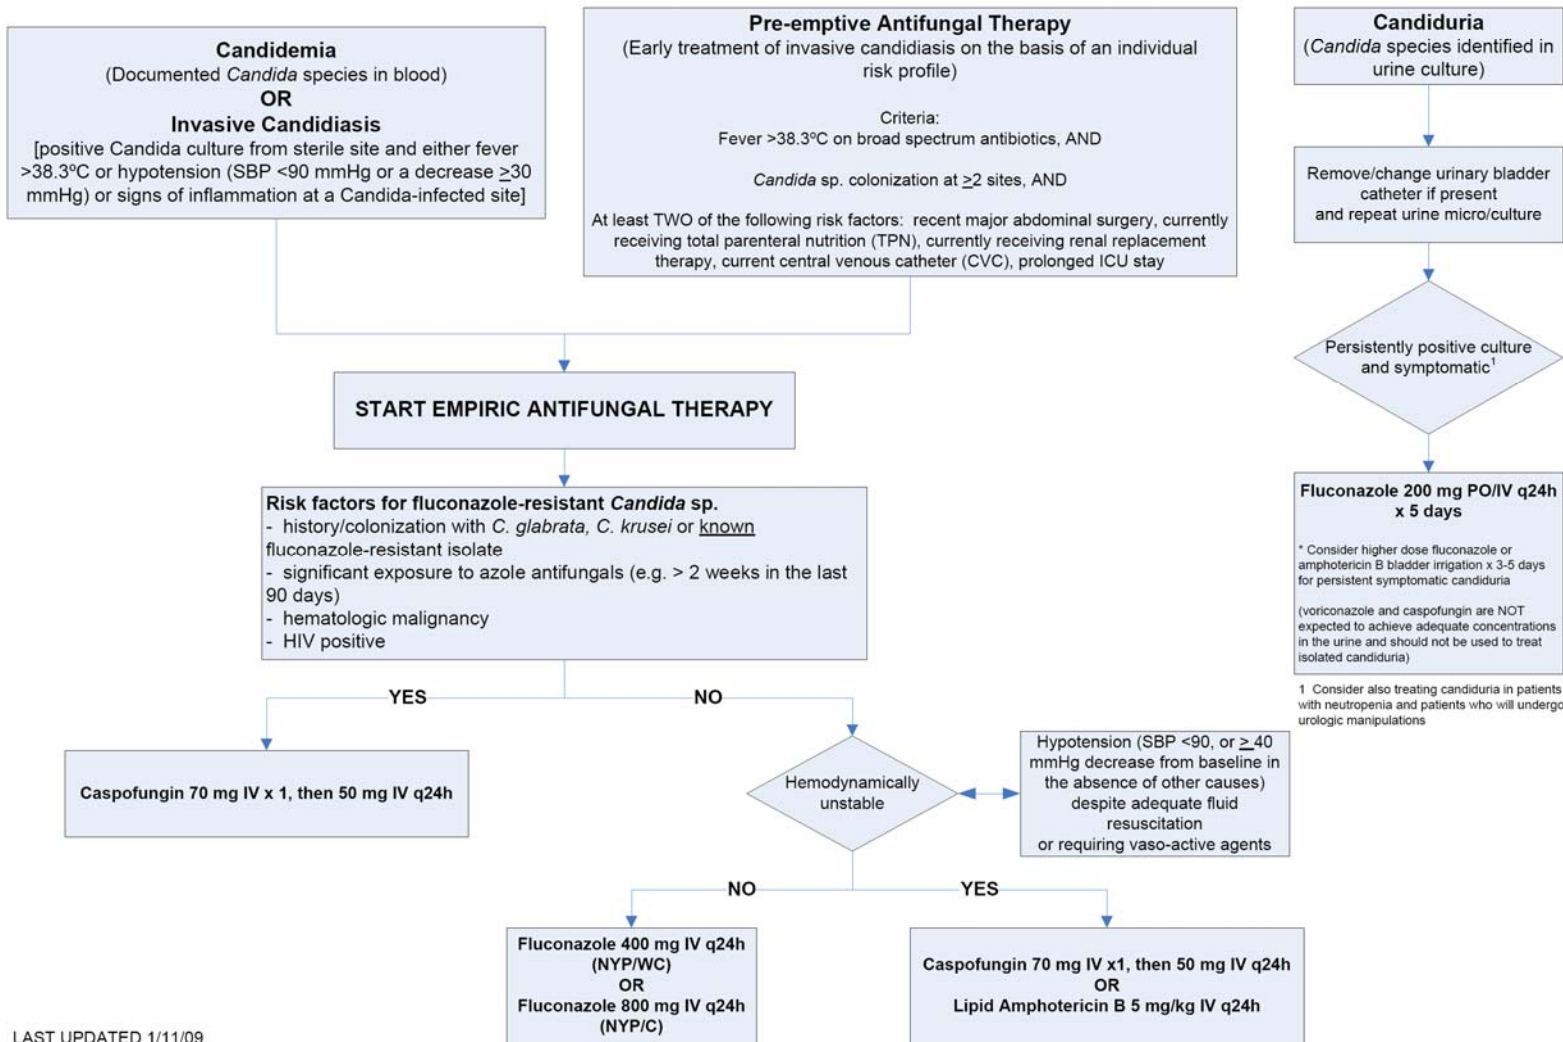 Candidemia
(Documented Candida species in blood)
OR
Invasive Candidiasis
[positive Candida culture from sterile site and either fever
>38.3ºC or hypotension (SBP <90 mmHg or a decrease ≥30
mmHg) or signs of inflammation at a Candida-infected site]
Pre-emptive Antifungal Therapy
(Early treatment of invasive candidiasis on the basis of an individual
risk profile)
Criteria:
Fever >38.3ºC on broad spectrum antibiotics, AND
Candida sp. colonization at ≥2 sites, AND
At least TWO of the following risk factors: recent major abdominal surgery, currently
receiving total parenteral nutrition (TPN), currently receiving renal replacement
therapy, current central venous catheter (CVC), prolonged ICU stay
Candiduria
(Candida species identified in
urine culture)
Remove/change urinary bladder
catheter if present
and repeat urine micro/culture
Persistently positive culture
and symptomatic1
Fluconazole 200 mg PO/IV q24h
x 5 days
* Consider higher dose fluconazole or
amphotericin B bladder irrigation x 3-5 days
for persistent symptomatic candiduria
(voriconazole and caspofungin are NOT
expected to achieve adequate concentrations
in the urine and should not be used to treat
isolated candiduria)
1 Consider also treating candiduria in patients
with neutropenia and patients who will undergo
urologic manipulations
START EMPIRIC ANTIFUNGAL THERAPY
Risk factors for fluconazole-resistant Candida sp.
- history/colonization with C. glabrata, C. krusei or known
fluconazole-resistant isolate
- significant exposure to azole antifungals (e.g. > 2 weeks in the last
90 days)
- hematologic malignancy
- HIV positive
YES
NO
Caspofungin 70 mg IV x 1, then 50 mg IV q24h
Hemodynamically
unstable
Hypotension (SBP <90, or ≥ 40
mmHg decrease from baseline in
the absence of other causes)
despite adequate fluid
resuscitation
or requiring vaso-active agents
NO
YES
Fluconazole 400 mg IV q24h
(NYP/WC)
OR
Fluconazole 800 mg IV q24h
(NYP/C)
Caspofungin 70 mg IV x1, then 50 mg IV q24h
OR
Lipid Amphotericin B 5 mg/kg IV q24h
LAST UPDATED 1/11/09